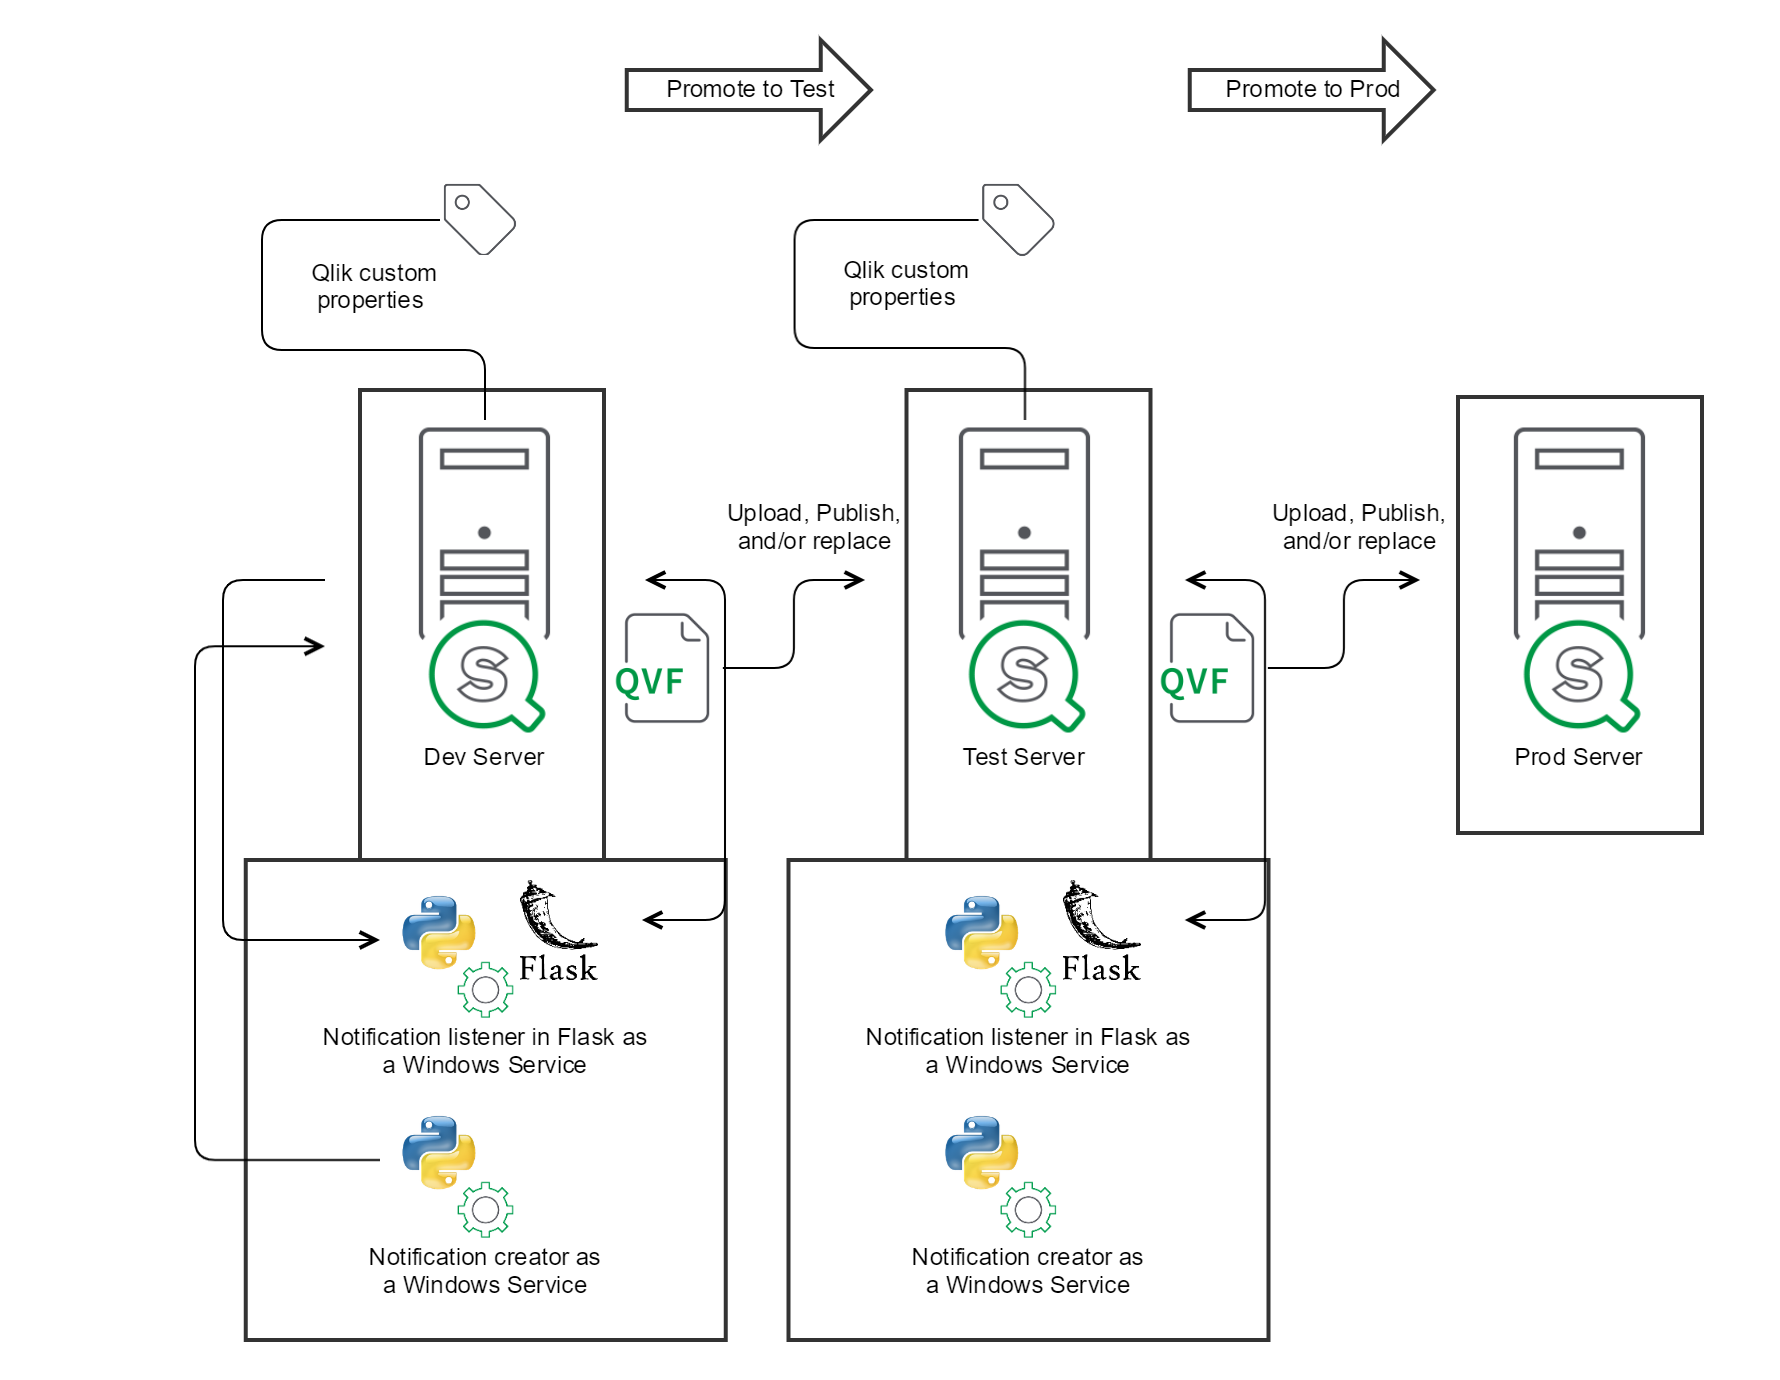 Promote to Test
Promote to Prod
Qlik custom
properties
Qlik custom
properties
Upload, Publish,
and/or replace
Upload, Publish,
and/or replace
S
QVF
S
QVF
S
Dev Server
Test Server
Prod Server
Flask
Flask
Notification listener in Flask as
a Windows Service
Notification listener in Flask as
a Windows Service
Notification creator as
a Windows Service
Notification creator as
a Windows Service